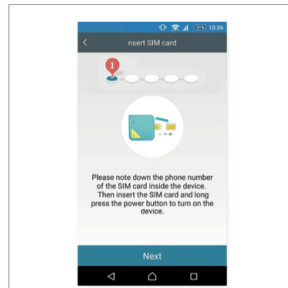 10:06
nsert SIM card
1
Please note down the phone number
of the SIM card inside the device.
Then insert the SIM card and long
press the power button to turn on the
device.
Next